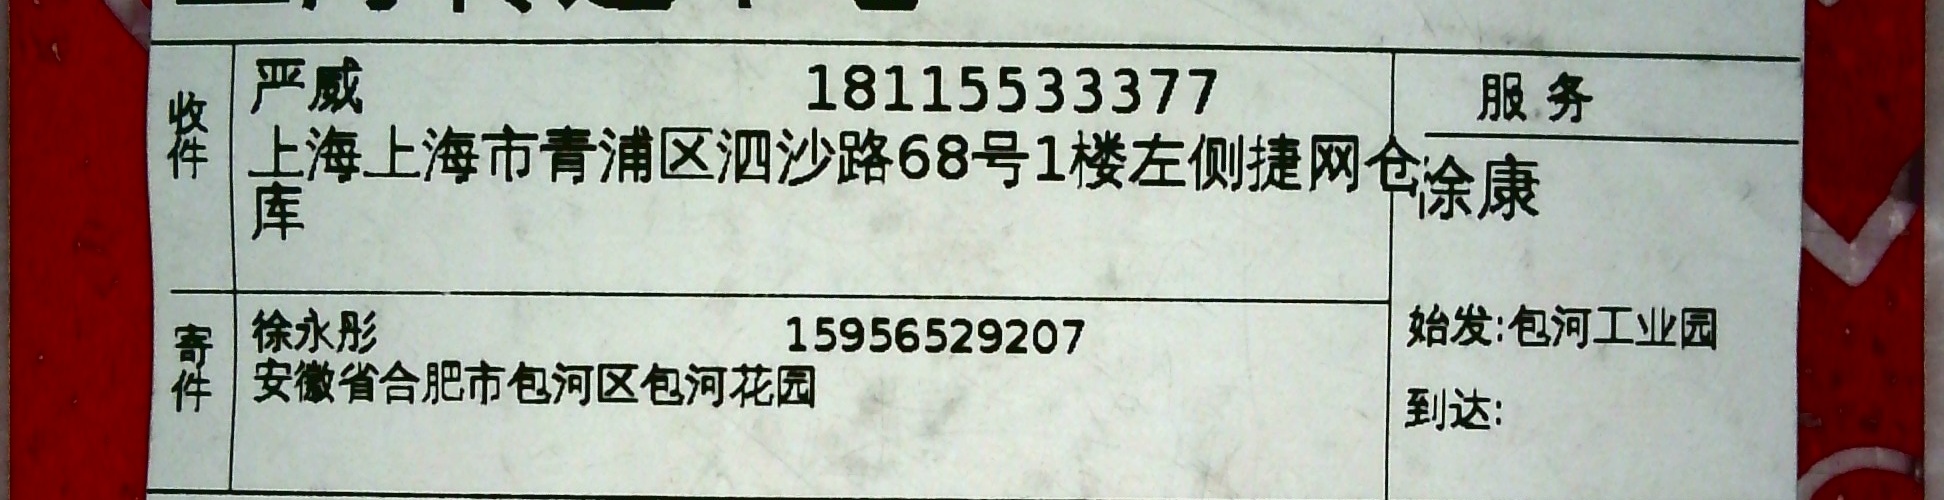 收件
严威 18115533377
上海上海市青浦区泗沙路68号1楼左侧捷网仓
库
服务
涂康
寄件
徐永彤 15956529207
安徽省合肥市包河区包河花园
始发:包河工业园
到达: